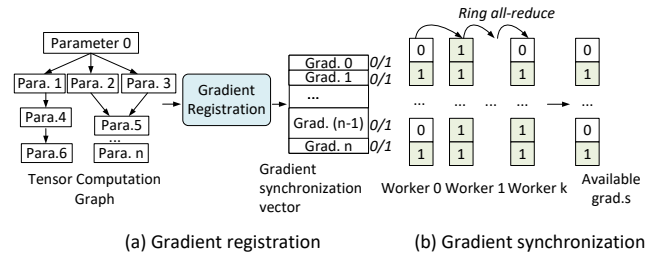 Ring all-reduce
Parameter 0
Para. 1 Para. 2 Para. 3
Para.4
Para.5
...
Para.6 Para. n
Tensor Computation
Graph
Gradient
Registration
Grad. 0 0/1
Grad. 1 0/1
...
Grad. (n-1) 0/1
Grad. n 0/1
Gradient
synchronization
vector
0 1 0 0
1 1 1 1
... ... ... ...
0 1 1 0
1 1 1 1
...
Worker 0 Worker 1 Worker k
Available
grad.s
(a) Gradient registration
(b) Gradient synchronization